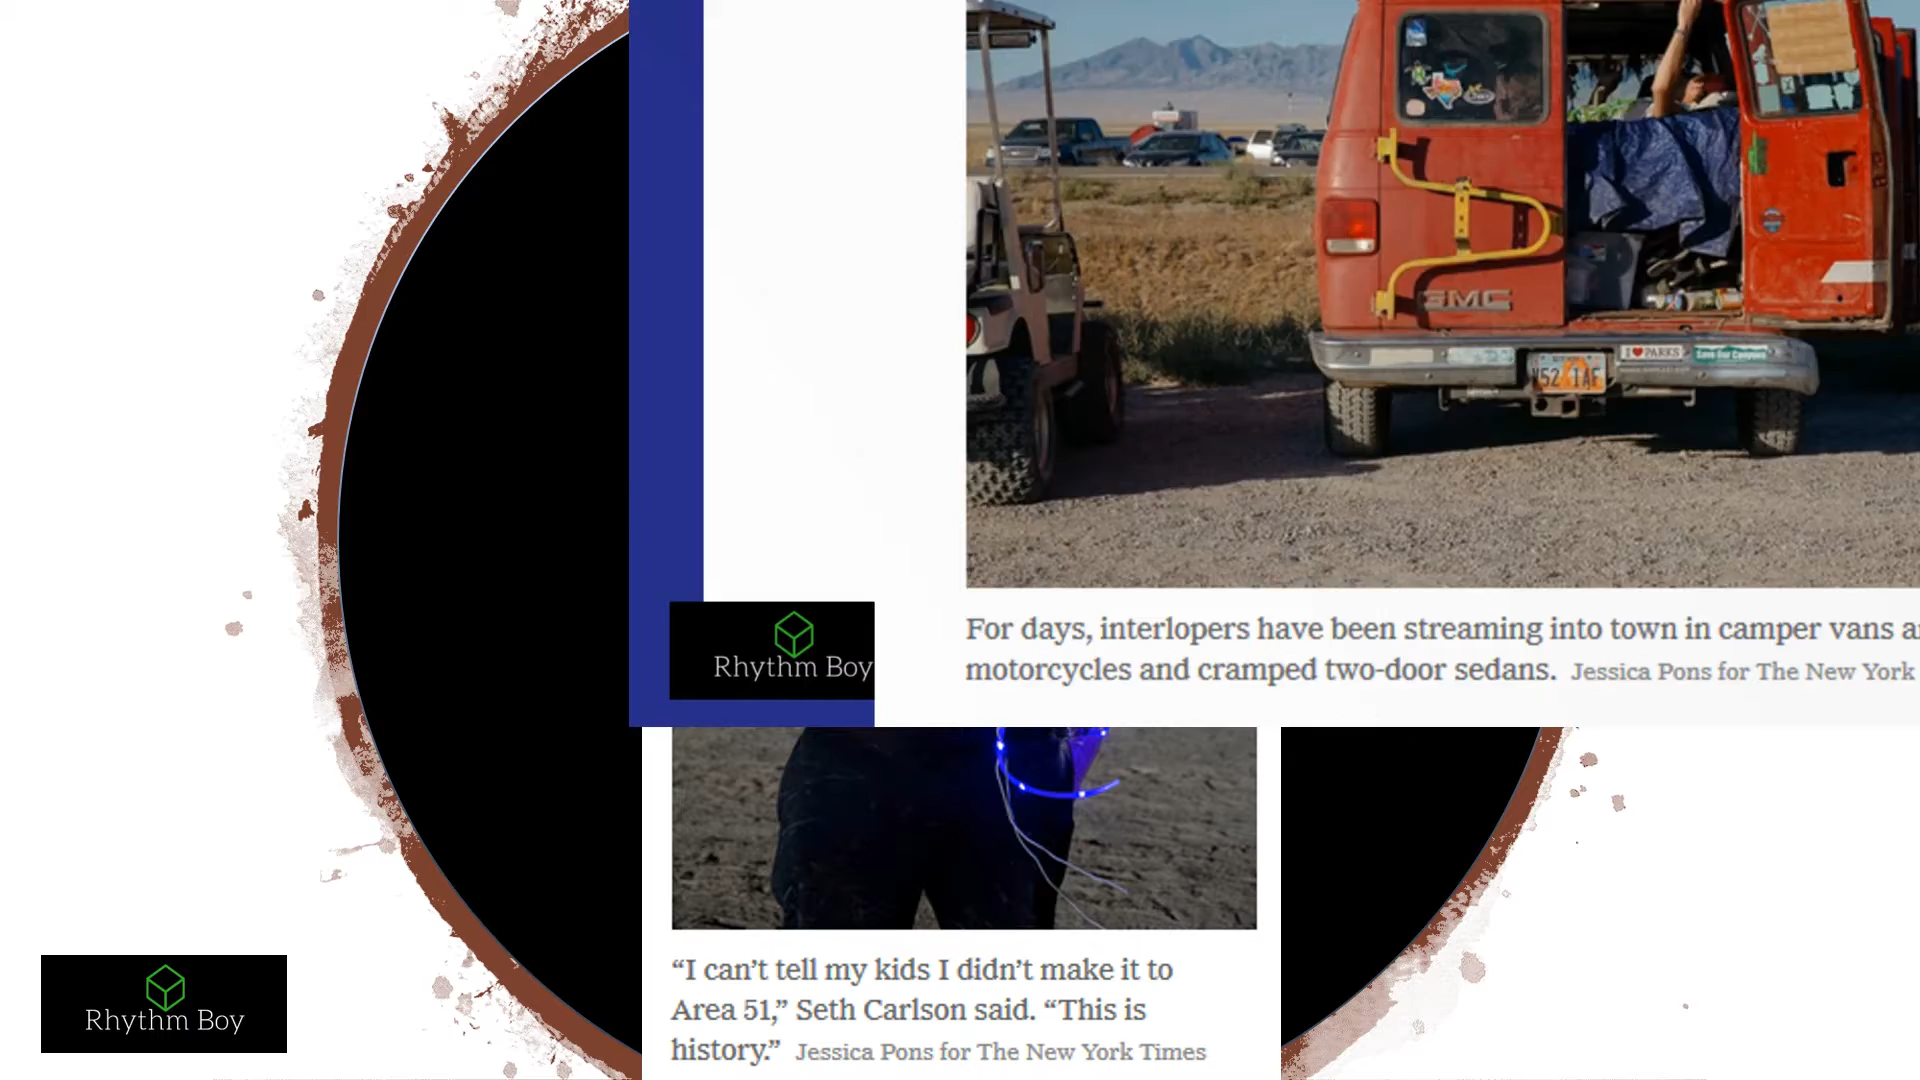 GMC
I ♥ PARKS
For days, interlopers have been streaming into town in camper vans
motorcycles and cramped two-door sedans. Jessica Pons for The New York
Rhythm Boy
“I can’t tell my kids I didn’t make it to
Area 51,” Seth Carlson said. “This is
history.” Jessica Pons for The New York Times
Rhythm Boy